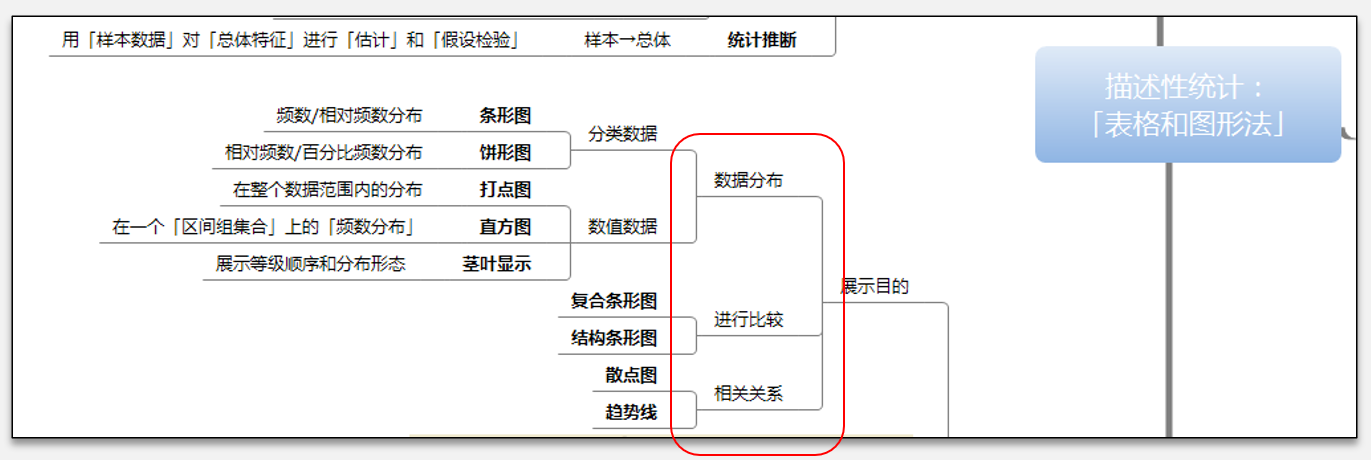 用「样本数据」对「总体特征」进行「估计」和「假设检验」 样本→总体 统计推断
描述性统计：
「表格和图形法」
频数/相对频数分布 条形图
分类数据
相对频数/百分比频数分布 饼形图
数据分布
在整个数据范围内的分布 打点图
在一个「区间组集合」上的「频数分布」 直方图 数值数据
展示等级顺序和分布形态 茎叶显示
展示目的
复合条形图
进行比较
结构条形图
散点图
相关关系
趋势线